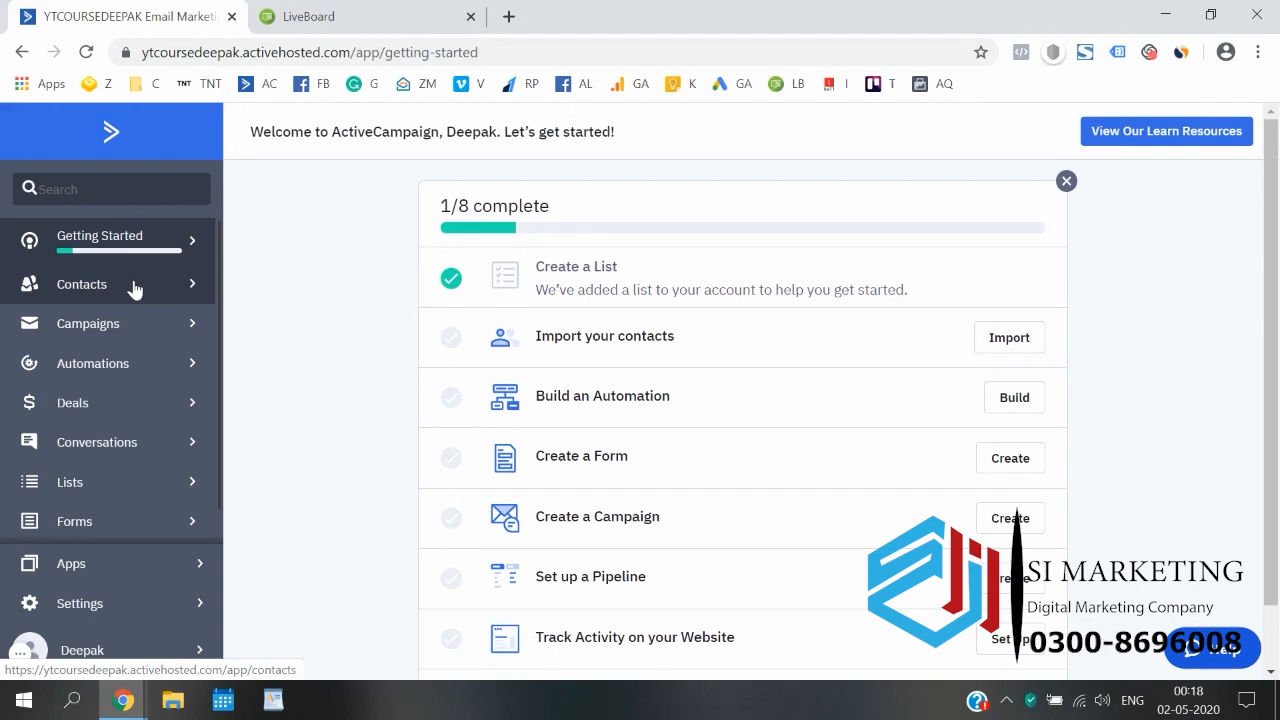 YTCOURSEDEEPAK Email Marketi
LiveBoard
ytcoursedeepak.activehosted.com/app/getting-started
Apps
Z
C
TNT TNT
AC
FB
G
ZM
V
RP
AL
GA
K
GA
LB
I
T
AQ
Welcome to ActiveCampaign, Deepak. Let's get started!
View Our Learn Resources
Search
Getting Started
Contacts
Campaigns
Automations
Deals
Conversations
Lists
Forms
Apps
Settings
Deepak
1/8 complete
Create a List
We've added a list to your account to help you get started.
Import your contacts
Import
Build an Automation
Build
Create a Form
Create
Create a Campaign
Create
Set up a Pipeline
Track Activity on your Website
Set up
SI MARKETING
Digital Marketing Company
0300-8696008
https://ytcoursedeepak.activehosted.com/app/contacts
ENG
00:18
02-05-2020